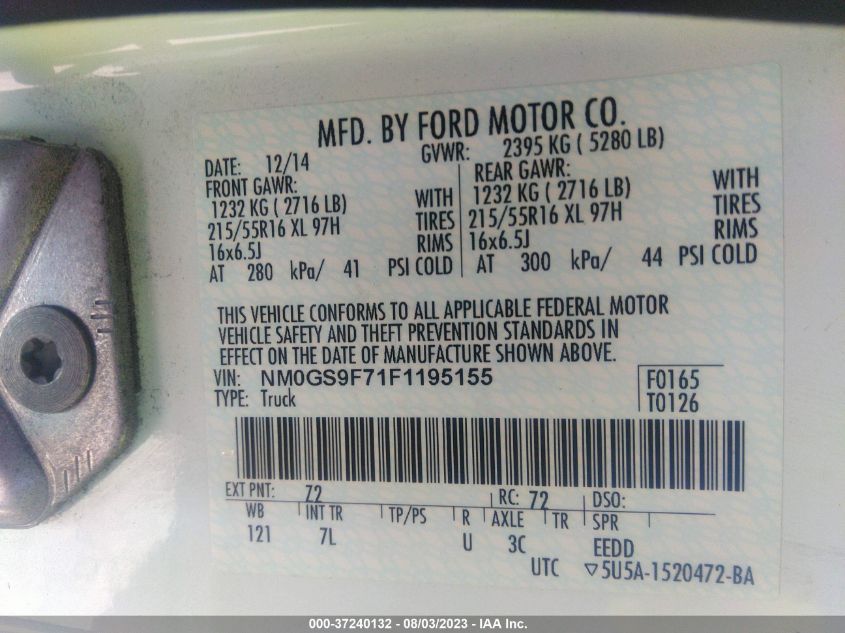 MFD. BY FORD MOTOR CO.
DATE: 12/14 GVWR: 2395 KG ( 5280 LB)
FRONT GAWR: REAR GAWR:
1232 KG ( 2716 LB) WITH 1232 KG ( 2716 LB) WITH
215/55R16 XL 97H TIRES 215/55R16 XL 97H TIRES
16x6.5J RIMS 16x6.5J RIMS
AT 280 kPa/ 41 PSI COLD AT 300 kPa/ 44 PSI COLD
THIS VEHICLE CONFORMS TO ALL APPLICABLE FEDERAL MOTOR
VEHICLE SAFETY AND THEFT PREVENTION STANDARDS IN
EFFECT ON THE DATE OF MANUFACTURE SHOWN ABOVE.
VIN: NM0GS9F71F1195155 F0165
TYPE: Truck T0126
EXT PNT: 72 RC: 72 DSO:
WB INT TR TP/PS R AXLE TR SPR
121 7L U 3C EEDD
UTC ▽5U5A-1520472-BA
000-37240132 - 08/03/2023 - IAA Inc.